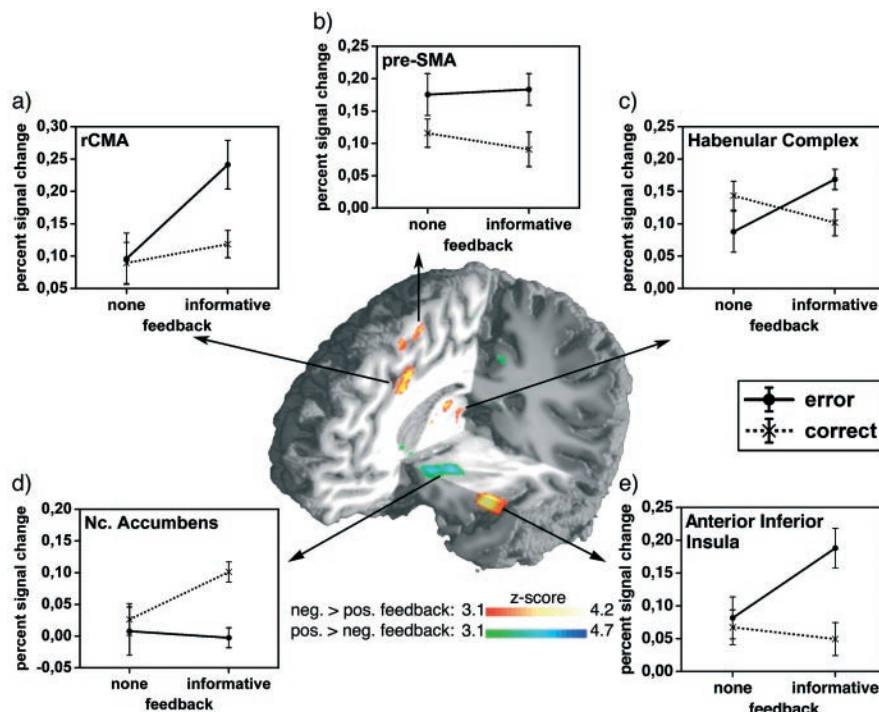 b)
pre-SMA
percent signal change
0,20
0,15
0,10
0,05
0,00
none informative
feedback
a)
rCMA
percent signal change
0,30
0,25
0,20
0,15
0,10
0,05
none informative
feedback
c)
Habenular Complex
percent signal change
0,20
0,15
0,10
0,05
0,00
none informative
feedback
error
correct
d)
Nc. Accumbens
percent signal change
0,20
0,15
0,10
0,05
0,00
-0,05
none informative
feedback
z-score
neg. > pos. feedback: 3.1 4.2
pos. > neg. feedback: 3.1 4.7
e)
Anterior Inferior
Insula
percent signal change
0,25
0,20
0,15
0,10
0,05
0,00
none informative
feedback